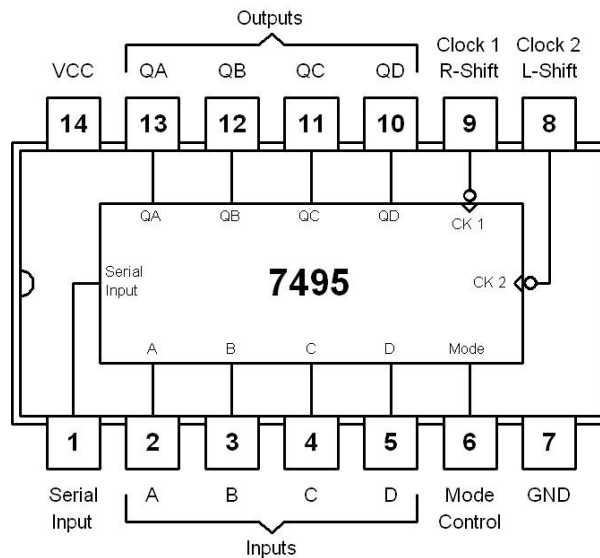 Outputs
Clock 1 Clock 2
VCC QA QB QC QD R-Shift L-Shift
14 13 12 11 10 9 8
QA QB QC QD CK 1
Serial
Input
7495
CK 2
A B C D Mode
1 2 3 4 5 6 7
Serial A B C D Mode GND
Input Control
Inputs